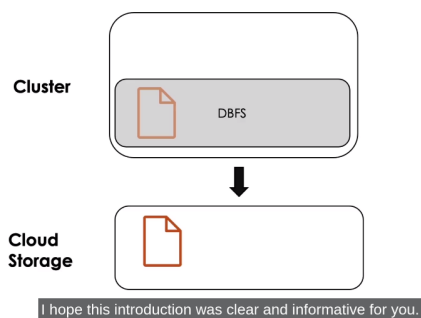 Cluster
DBFS
Cloud
Storage
I hope this introduction was clear and informative for you.